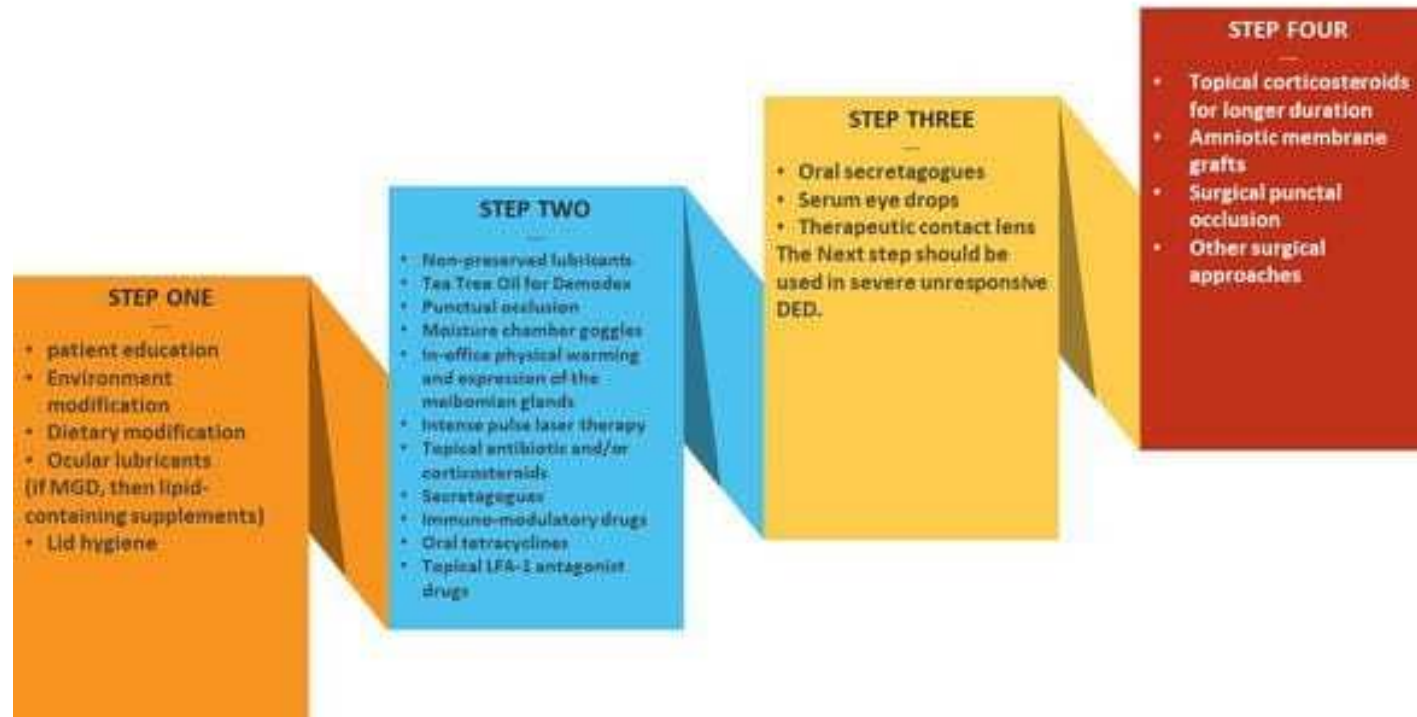 STEP ONE
• patient education
• Environment
modification
• Dietary modification
• Ocular lubricants
(if MGD, then lipid-
containing supplements)
• Lid hygiene
STEP TWO
• Non-preserved lubricants
• Tea Tree Oil for Demodex
• Punctual occlusion
• Moisture chamber goggles
• In-office physical warming
and expression of the
meibomian glands
• Intense pulse laser therapy
• Topical antibiotic and/or
corticosteroids
• Secretagogues
• Immuno-modulatory drugs
• Oral tetracyclines
• Topical LFA-1 antagonist
drugs
STEP THREE
• Oral secretagogues
• Serum eye drops
• Therapeutic contact lens
The Next step should be
used in severe unresponsive
DED.
STEP FOUR
• Topical corticosteroids
for longer duration
• Amniotic membrane
grafts
• Surgical punctal
occlusion
• Other surgical
approaches